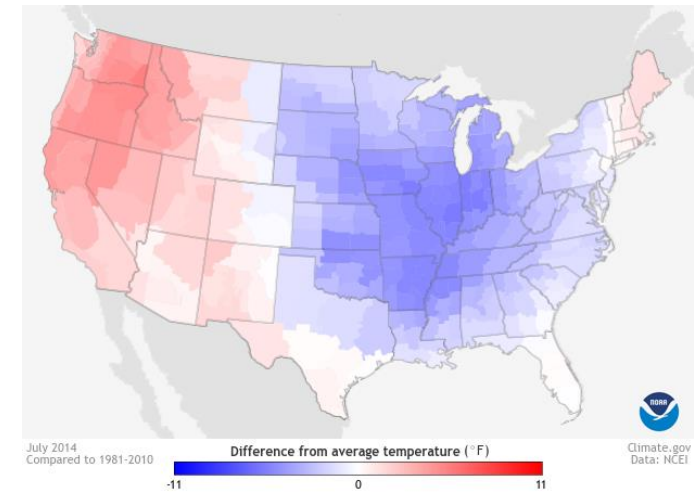 NOAA
July 2014
Compared to 1981-2010
Difference from average temperature (°F)
-11
0
11
Climate.gov
Data: NCEI